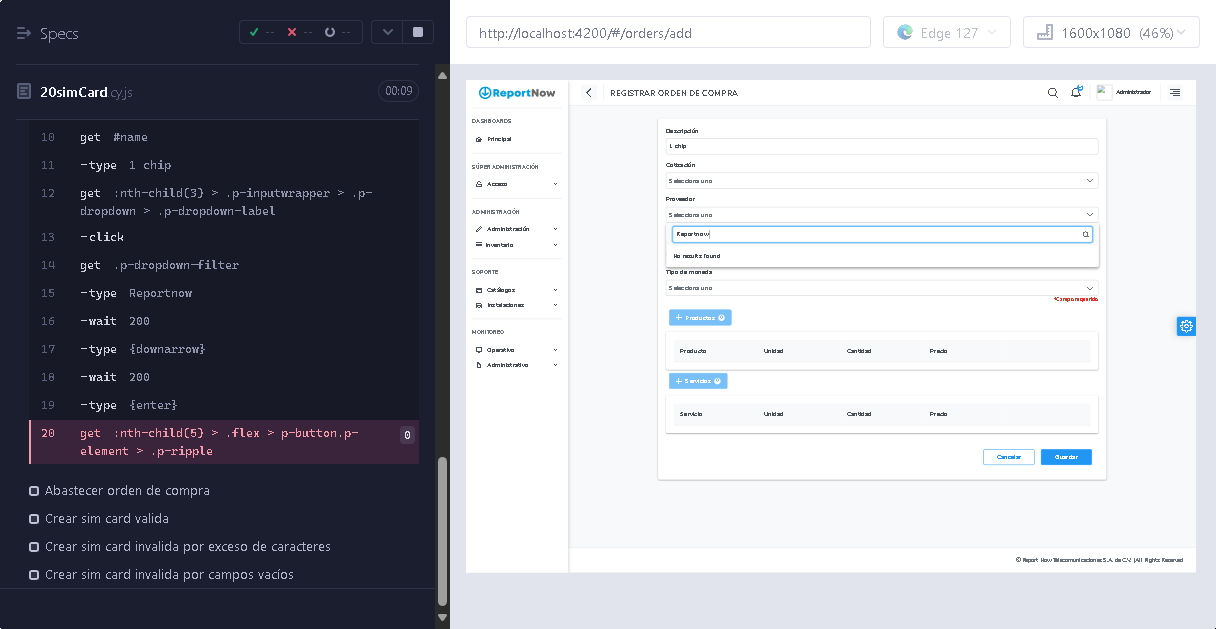 Specs
-- -- --
20simCard.cy.js
00:09
10 get #name
11 -type 1 chip
12 get :nth-child(3) > .p-inputwrapper > .p-
dropdown > .p-dropdown-label
13 -click
14 get .p-dropdown-filter
15 -type Reportnow
16 -wait 200
17 -type {downarrow}
18 -wait 200
19 -type {enter}
20 get :nth-child(5) > .flex > p-button.p-
element > .p-ripple
0
Abastecer orden de compra
Crear sim card valida
Crear sim card invalida por exceso de caracteres
Crear sim card invalida por campos vacíos
http://localhost:4200/#/orders/add
Edge 127
1600x1080 (46%)
ReportNow
DASHBOARDS
Principal
SÚPER ADMINISTRACIÓN
Acceso
ADMINISTRACIÓN
Administración
Inventario
SOPORTE
Catálogos
Instalaciones
MONITOREO
Operativo
Administrativo
REGISTRAR ORDEN DE COMPRA
Administrador
Descripción
1 chip
Cotización
Selecciona uno
Proveedor
Selecciona uno
Reportnow
No results found
Tipo de moneda
Selecciona uno
*Campo requerido
+ Productos
Producto Unidad Cantidad Precio
+ Servicios
Servicio Unidad Cantidad Precio
Cancelar
Guardar
© Report Now Telecomunicaciones S.A. de C.V. | All Rights Reserved